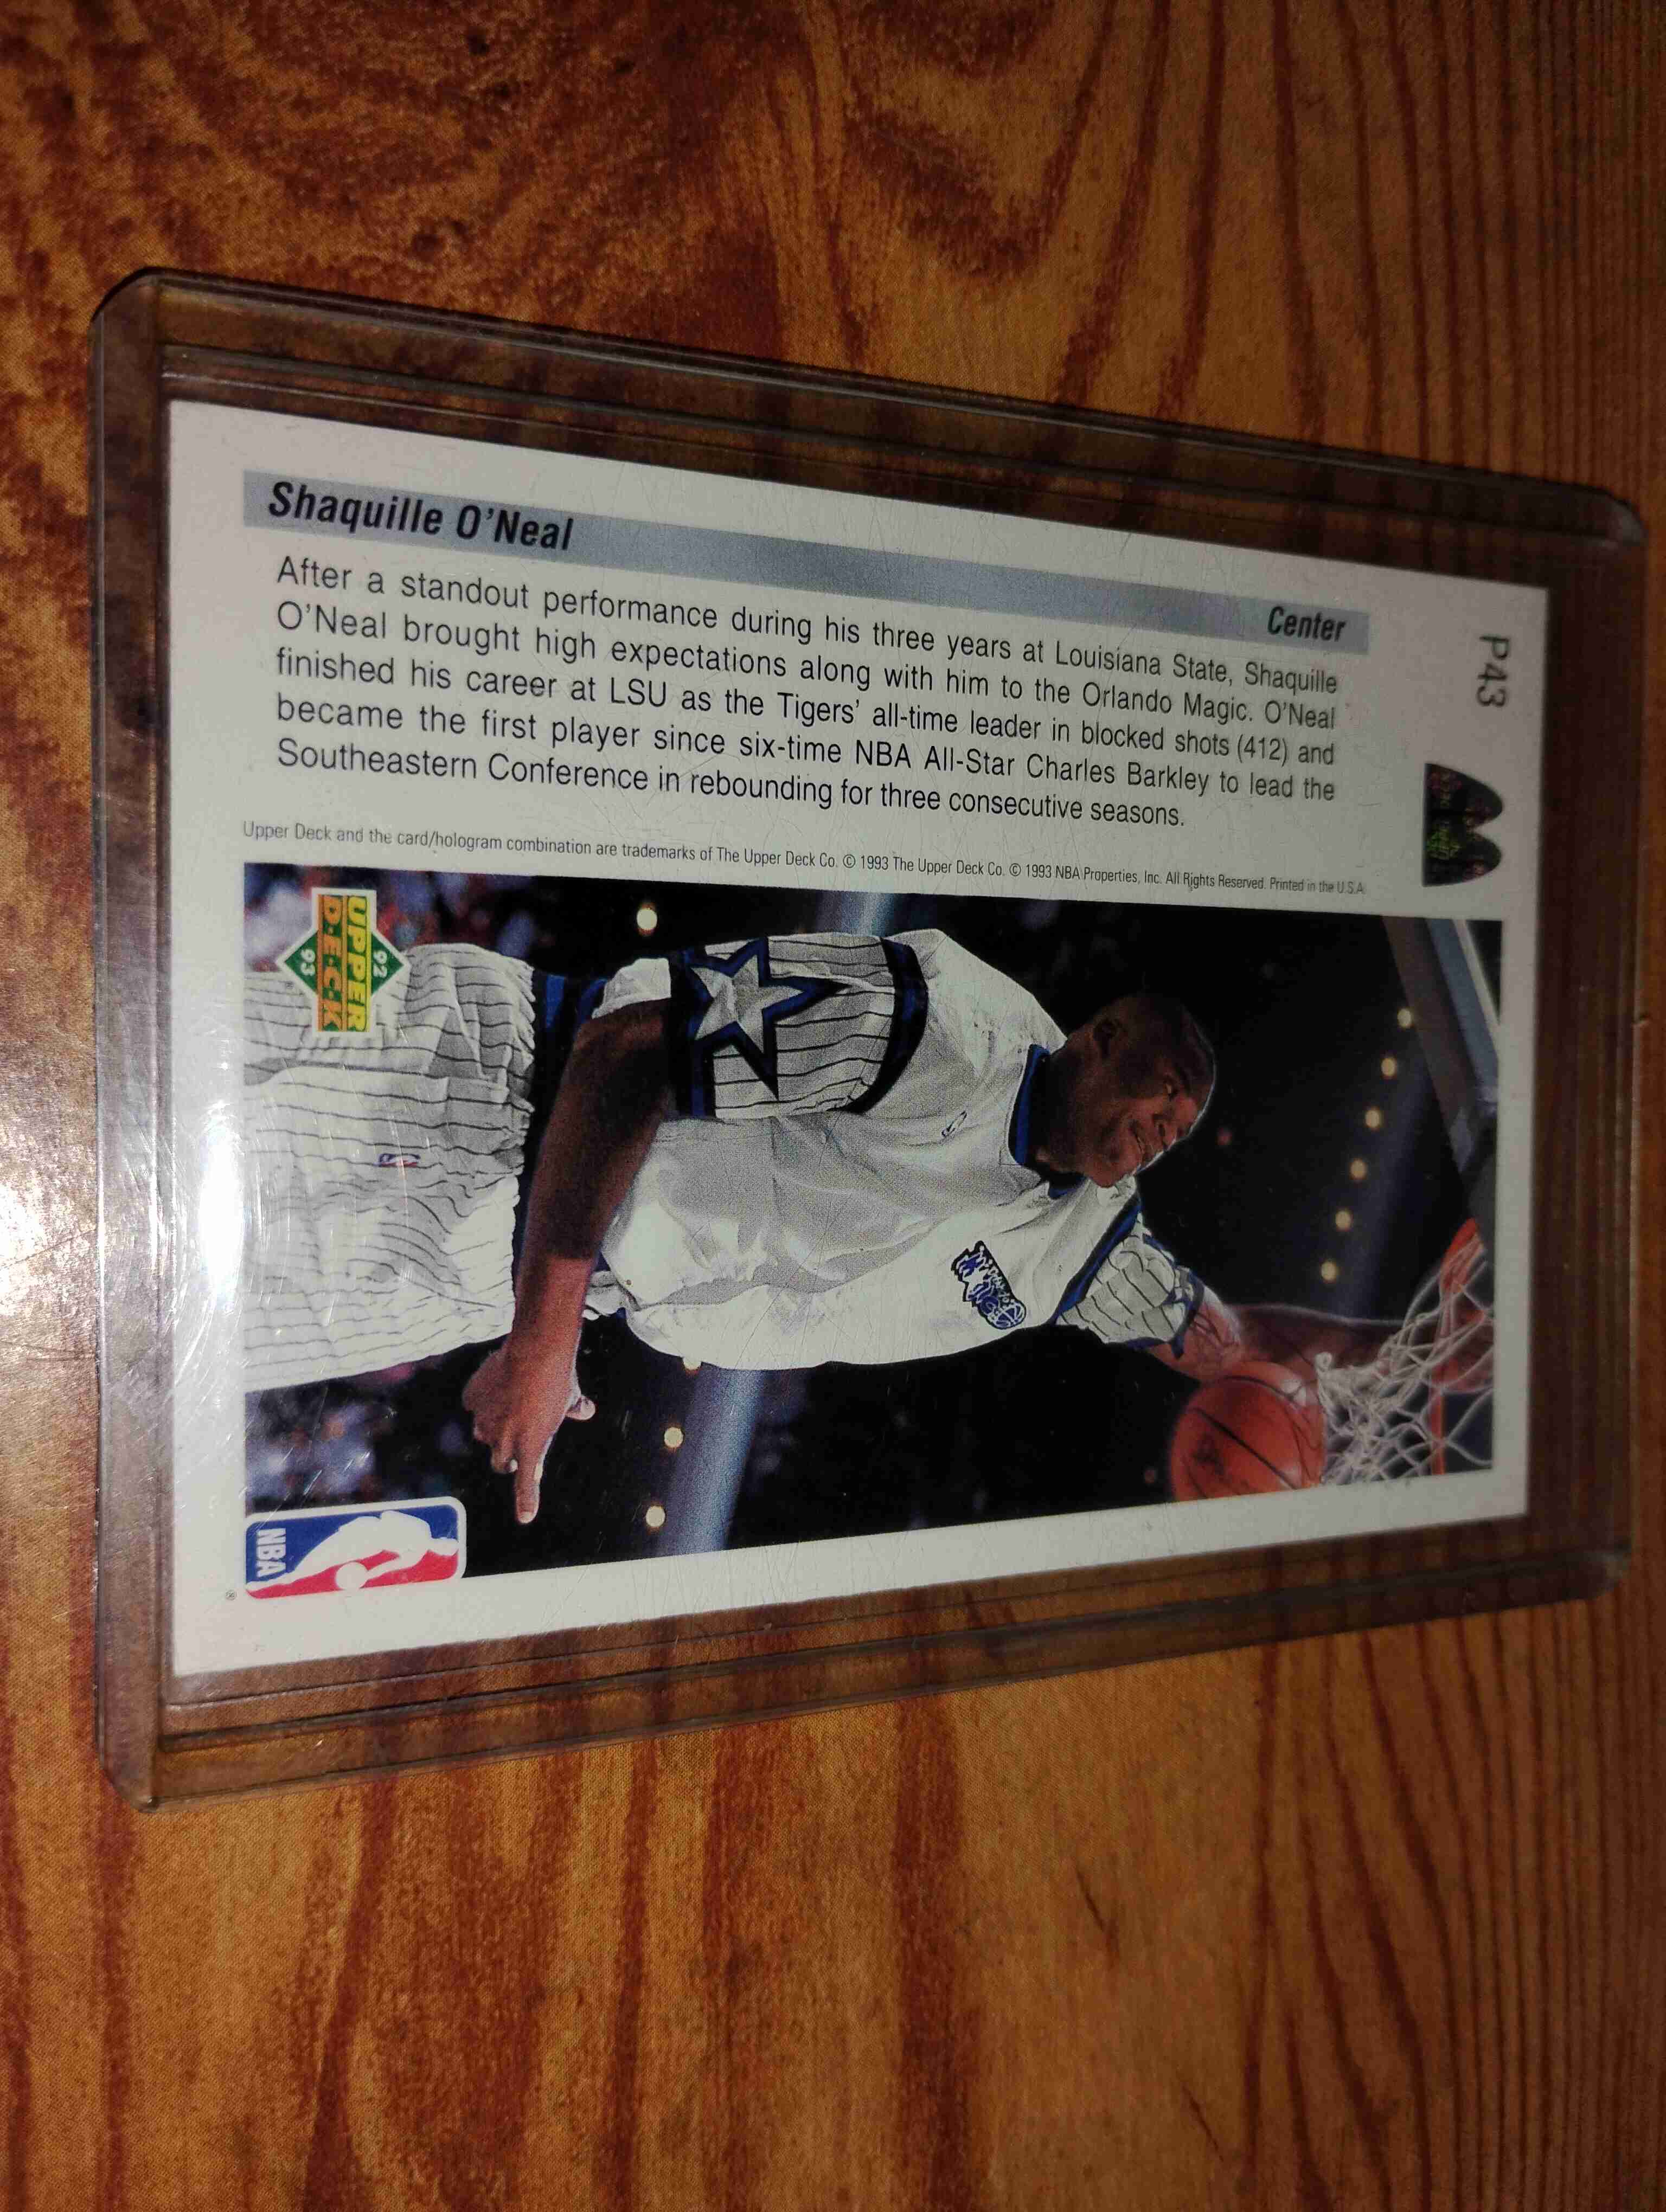 P43
Shaquille O'Neal Center
After a standout performance during his three years at Louisiana State, Shaquille
O'Neal brought high expectations along with him to the Orlando Magic. O'Neal
finished his career at LSU as the Tigers' all-time leader in blocked shots (412) and
became the first player since six-time NBA All-Star Charles Barkley to lead the
Southeastern Conference in rebounding for three consecutive seasons.
Upper Deck and the card/hologram combination are trademarks of The Upper Deck Co. © 1993 The Upper Deck Co. © 1993 NBA Properties, Inc. All Rights Reserved. Printed in the U.S.A.
92
UPPER
D·E·C·K
93
NBA
®